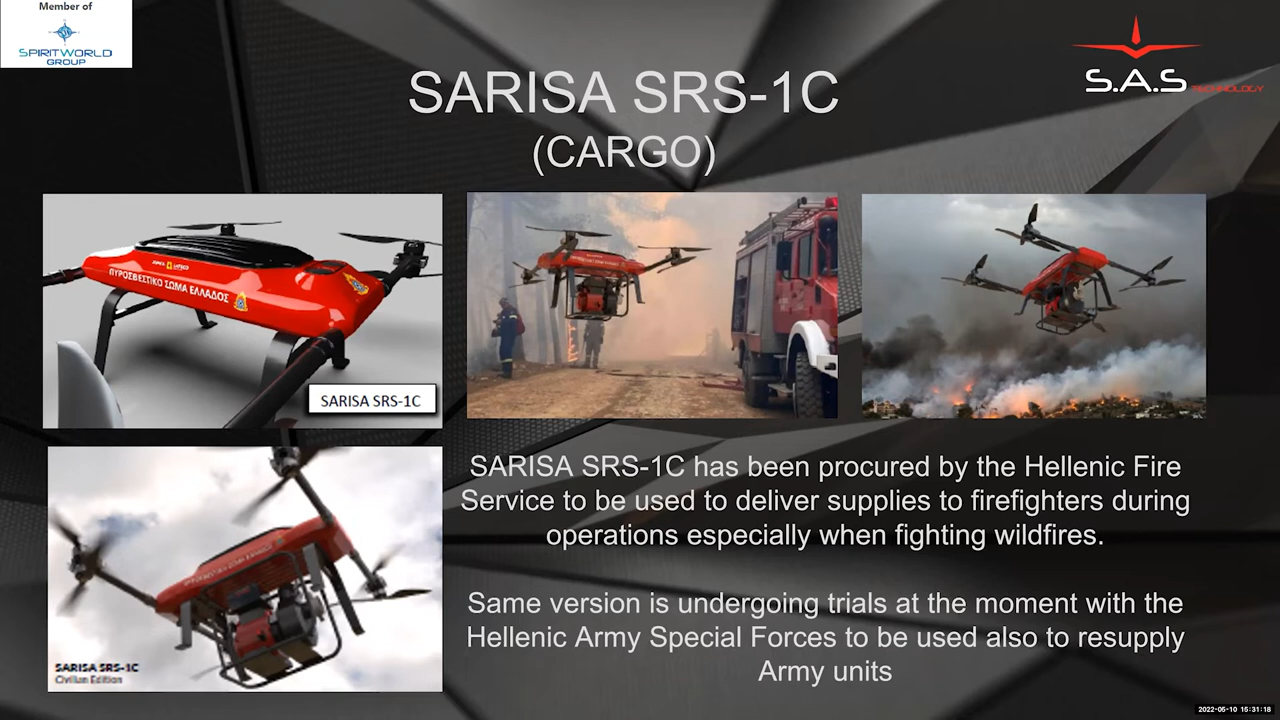 Member of
SPIRITWORLD
GROUP
S.A.S TECHNOLOGY
SARISA SRS-1C
(CARGO)
ΠΥΡΟΣΒΕΣΤΙΚΟ ΣΩΜΑ ΕΛΛΑΔΟΣ
SARISA SRS-1C
SARISA SRS-1C has been procured by the Hellenic Fire
Service to be used to deliver supplies to firefighters during
operations especially when fighting wildfires.
Same version is undergoing trials at the moment with the
Hellenic Army Special Forces to be used also to resupply
Army units
SARISA SRS-1C
Civilian Edition
2022-05-10 15:31:18